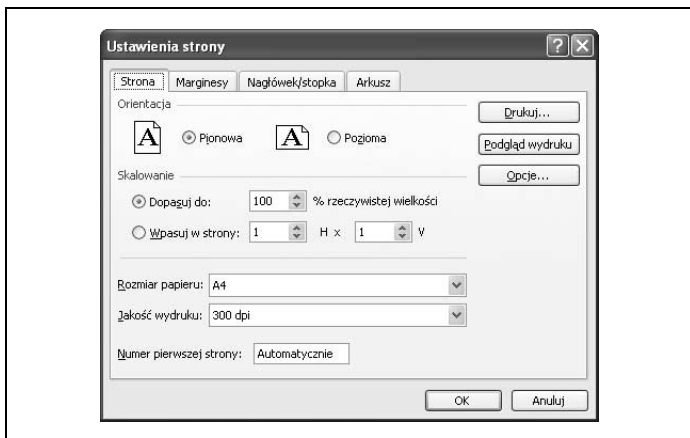 Ustawienia strony
Strona Marginesy Nagłówek/stopka Arkusz
Orientacja
A Pionowa A Pozioma
Drukuj...
Podgląd wydruku
Opcje...
Skalowanie
Dopasuj do: 100 % rzeczywistej wielkości
Wpasuj w strony: 1 H x 1 V
Rozmiar papieru: A4
Jakość wydruku: 300 dpi
Numer pierwszej strony: Automatycznie
OK Anuluj